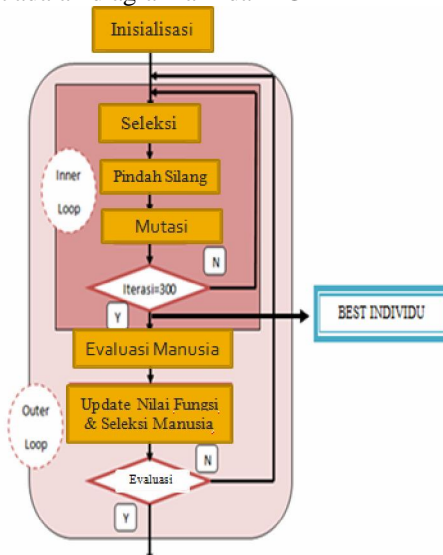 Inisialisasi
Seleksi
Inner
Loop
Pindah Silang
Mutasi
N
Iterasi=300
Y
BEST INDIVIDU
Evaluasi Manusia
Outer
Loop
Update Nilai Fungsi
& Seleksi Manusia
N
Evaluasi
Y